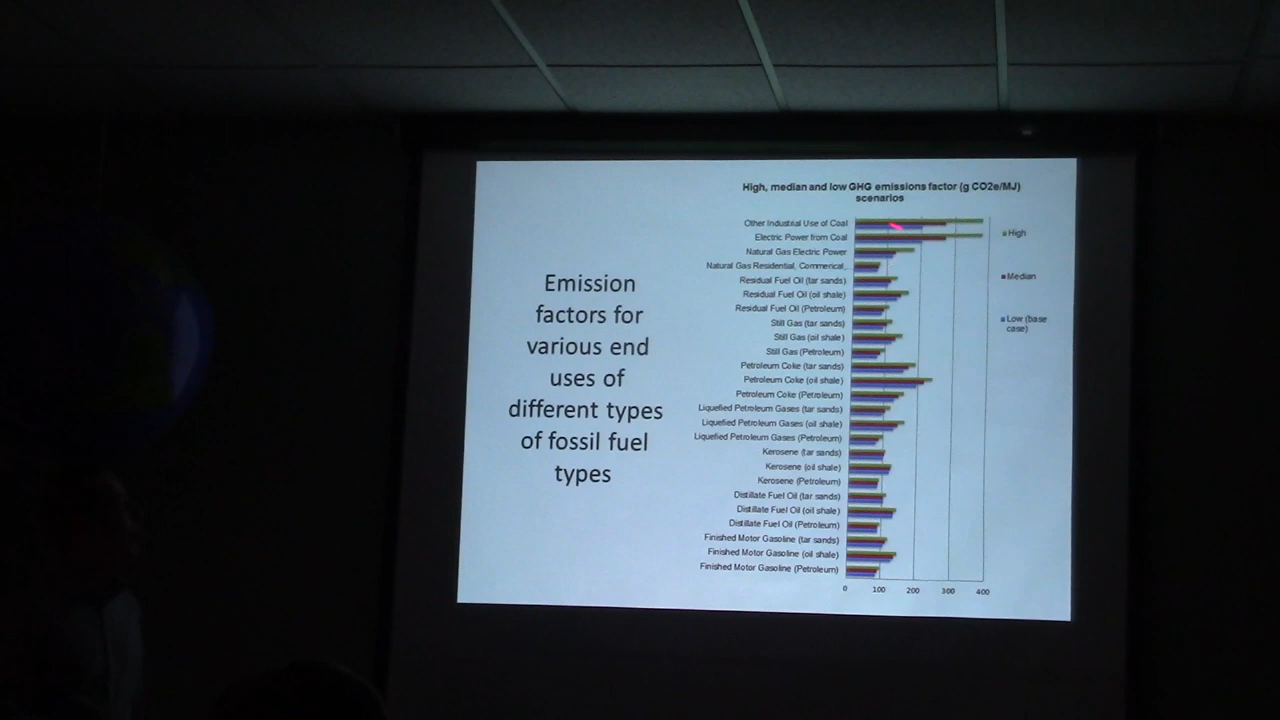 Emission
factors for
various end
uses of
different types
of fossil fuel
types
High, median and low GHG emissions factor (g CO2e/MJ)
scenarios
Other Industrial Use of Coal
Electric Power from Coal
Natural Gas Electric Power
Natural Gas Residential, Commerical,..
Residual Fuel Oil (tar sands)
Residual Fuel Oil (oil shale)
Residual Fuel Oil (Petroleum)
Still Gas (tar sands)
Still Gas (oil shale)
Still Gas (Petroleum)
Petroleum Coke (tar sands)
Petroleum Coke (oil shale)
Petroleum Coke (Petroleum)
Liquefied Petroleum Gases (tar sands)
Liquefied Petroleum Gases (oil shale)
Liquefied Petroleum Gases (Petroleum)
Kerosene (tar sands)
Kerosene (oil shale)
Kerosene (Petroleum)
Distillate Fuel Oil (tar sands)
Distillate Fuel Oil (oil shale)
Distillate Fuel Oil (Petroleum)
Finished Motor Gasoline (tar sands)
Finished Motor Gasoline (oil shale)
Finished Motor Gasoline (Petroleum)
0 100 200 300 400
High
Median
Low (base
case)